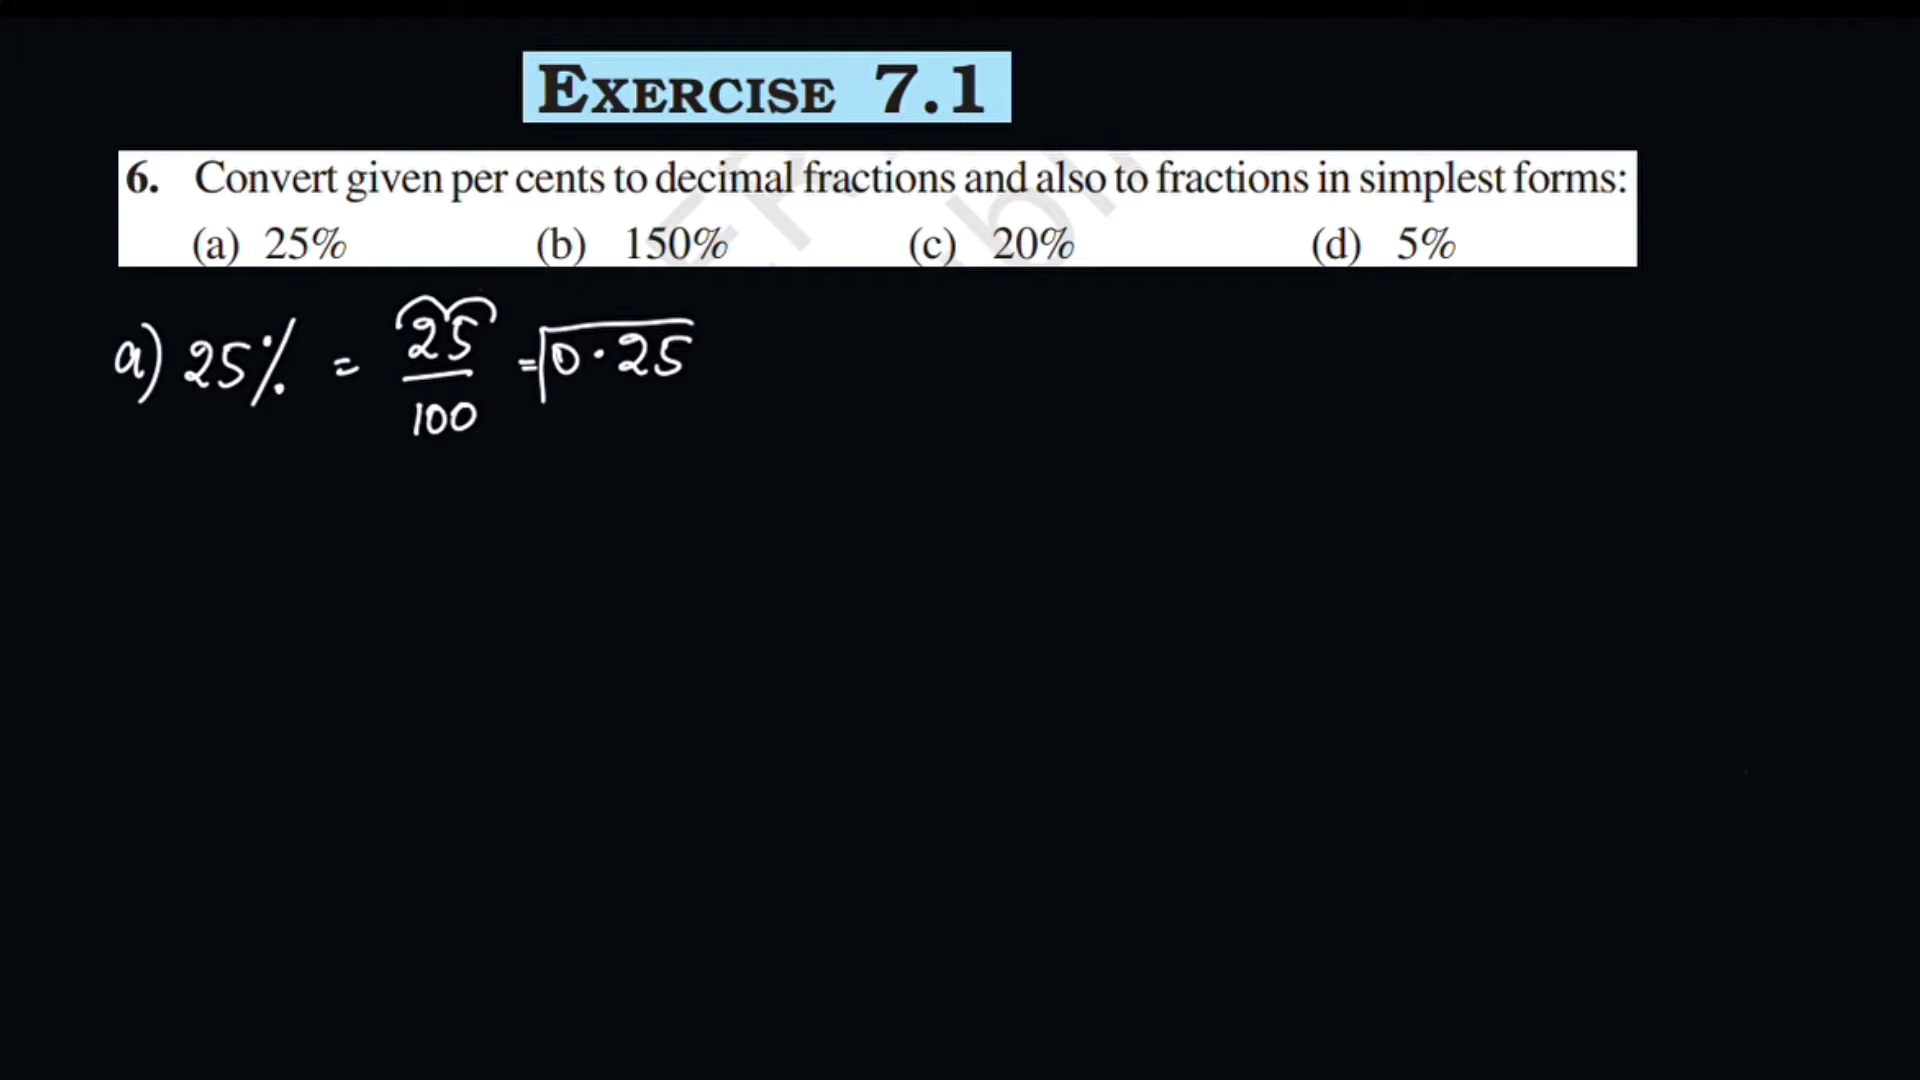 EXERCISE 7.1
6. Convert given per cents to decimal fractions and also to fractions in simplest forms:
(a) 25% (b) 150% (c) 20% (d) 5%
a) 25% = 25/100 = 0.25